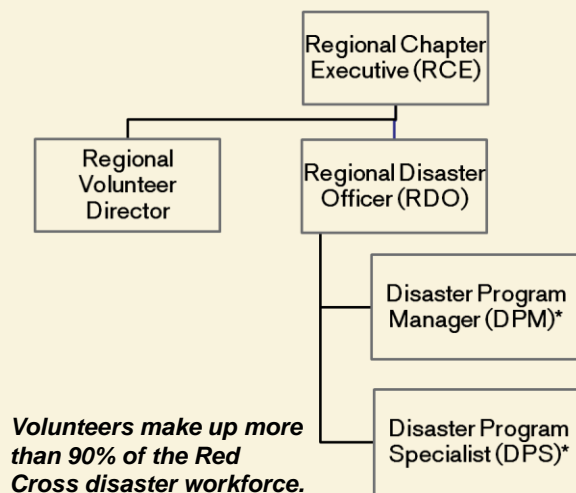 Regional Chapter
Executive (RCE)
Regional
Volunteer
Director
Regional Disaster
Officer (RDO)
Disaster Program
Manager (DPM)*
Disaster Program
Specialist (DPS)*
Volunteers make up more
than 90% of the Red
Cross disaster workforce.